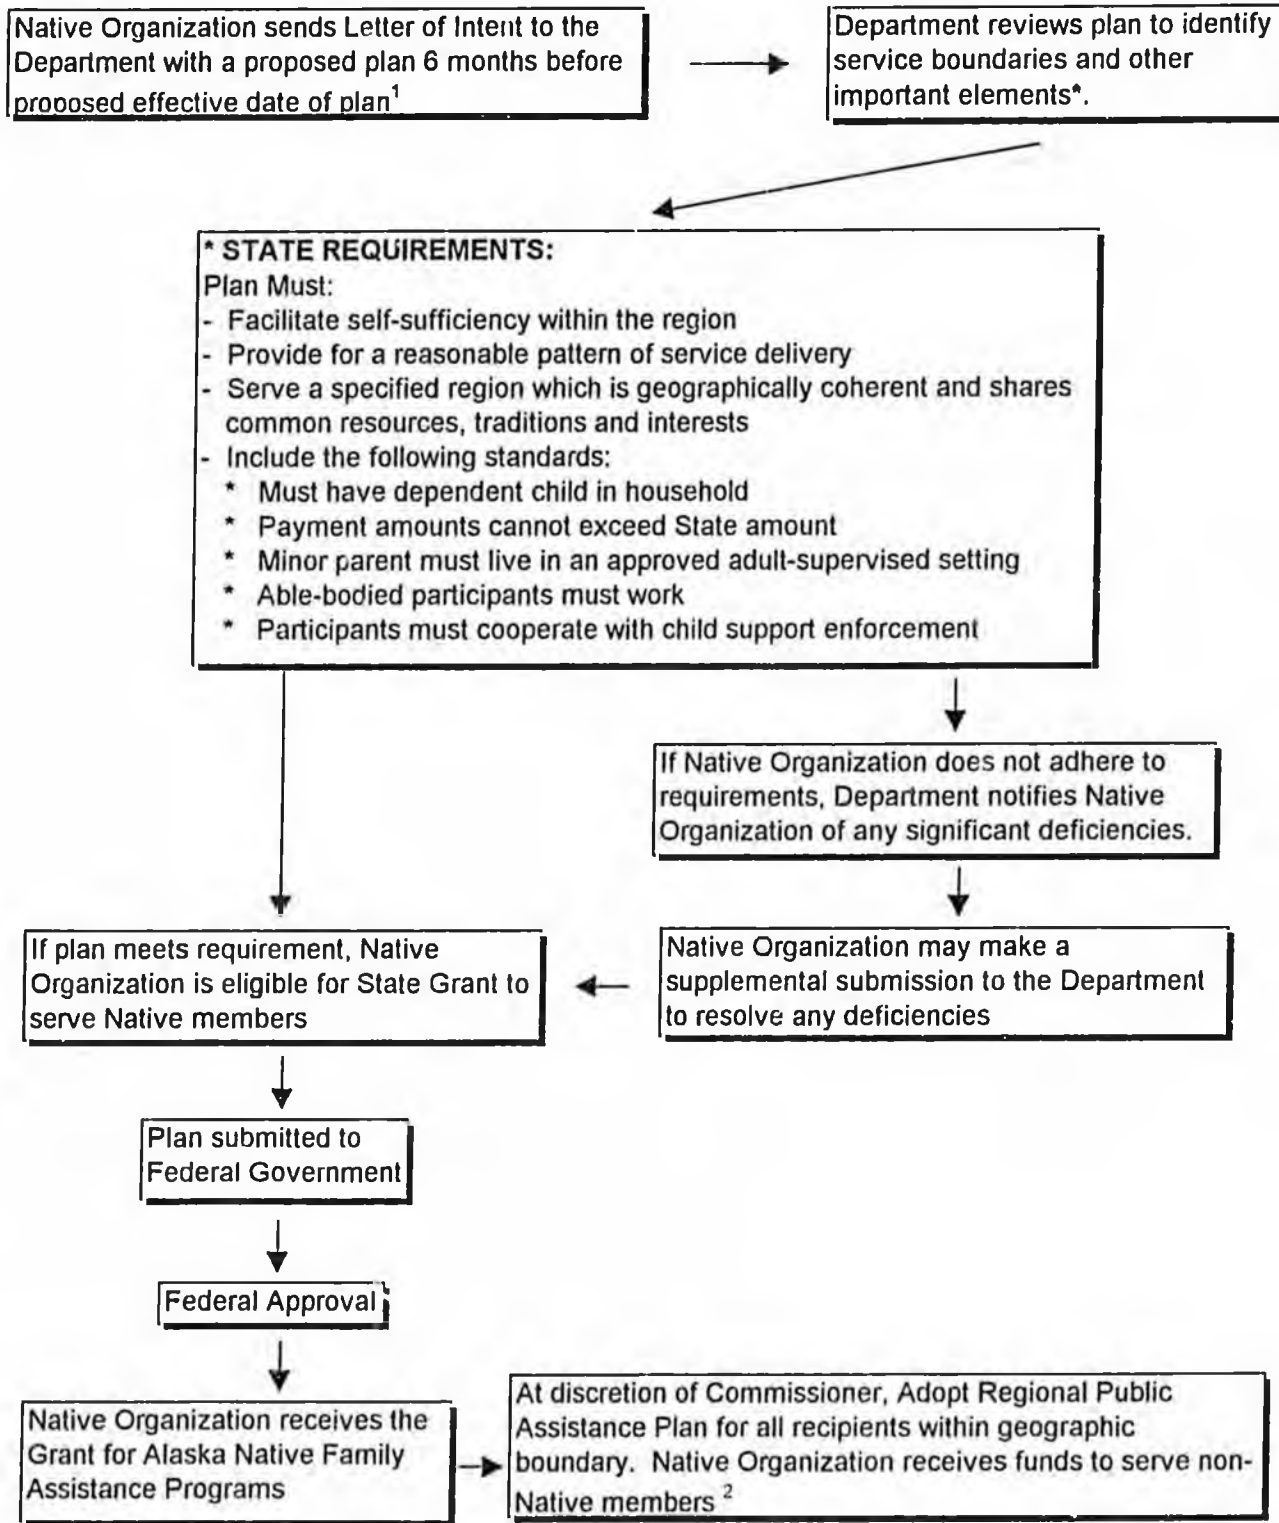 Native Organization sends Letter of Intent to the
Department with a proposed plan 6 months before
proposed effective date of plan¹
Department reviews plan to identify
service boundaries and other
important elements*.
* STATE REQUIREMENTS:
Plan Must:
- Facilitate self-sufficiency within the region
- Provide for a reasonable pattern of service delivery
- Serve a specified region which is geographically coherent and shares
common resources, traditions and interests
- Include the following standards:
* Must have dependent child in household
* Payment amounts cannot exceed State amount
* Minor parent must live in an approved adult-supervised setting
* Able-bodied participants must work
* Participants must cooperate with child support enforcement
If Native Organization does not adhere to
requirements, Department notifies Native
Organization of any significant deficiencies.
Native Organization may make a
supplemental submission to the Department
to resolve any deficiencies
If plan meets requirement, Native
Organization is eligible for State Grant to
serve Native members
Plan submitted to
Federal Government
Federal Approval
Native Organization receives the
Grant for Alaska Native Family
Assistance Programs
At discretion of Commissioner, Adopt Regional Public
Assistance Plan for all recipients within geographic
boundary. Native Organization receives funds to serve non-
Native members ²